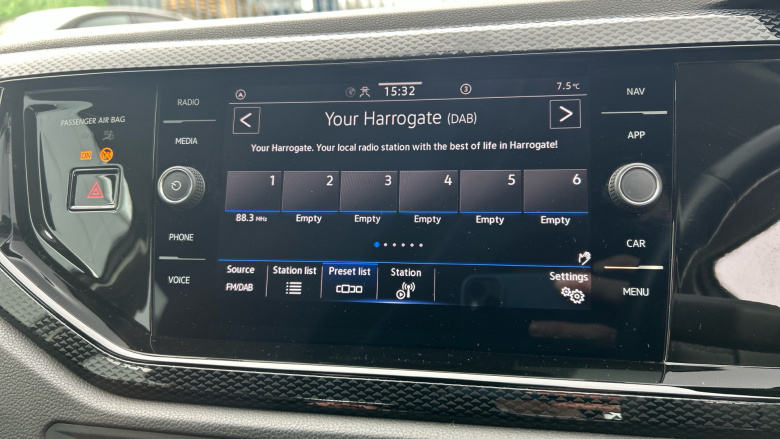 PASSENGER AIR BAG
ON
RADIO
MEDIA
PHONE
VOICE
A
15:32
3
7.5°C
<
Your Harrogate (DAB)
>
Your Harrogate. Your local radio station with the best of life in Harrogate!
1 2 3 4 5 6
88.3 MHz Empty Empty Empty Empty Empty
Source Station list Preset list Station Settings
FM/DAB
NAV
APP
CAR
MENU